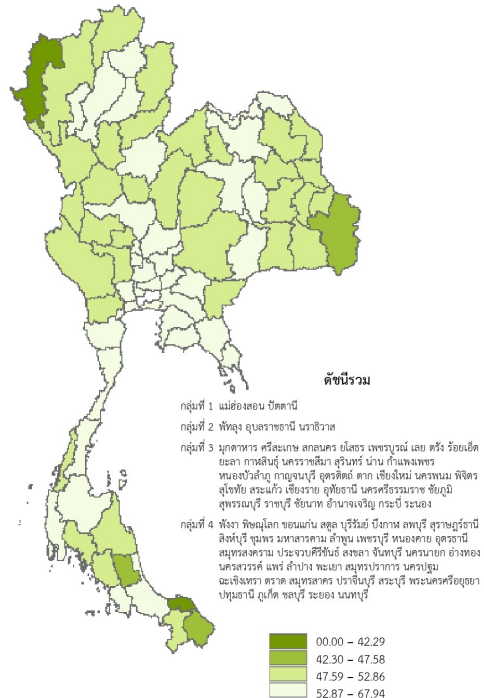 ดัชนีรวม
กลุ่มที่ 1 แม่ฮ่องสอน ปัตตานี
กลุ่มที่ 2 พัทลุง อุบลราชธานี นราธิวาส
กลุ่มที่ 3 มุกดาหาร ศรีสะเกษ สกลนคร ยโสธร เพชรบูรณ์ เลย ตรัง ร้อยเอ็ด
ยะลา กาฬสินธุ์ นครราชสีมา สุรินทร์ น่าน กำแพงเพชร
หนองบัวลำภู กาญจนบุรี อุตรดิตถ์ ตาก เชียงใหม่ นครพนม พิจิตร
สุโขทัย สระแก้ว เชียงราย อุทัยธานี นครศรีธรรมราช ชัยภูมิ
สุพรรณบุรี ราชบุรี ชัยนาท อำนาจเจริญ กระบี่ ระนอง
กลุ่มที่ 4 พังงา พิษณุโลก ขอนแก่น สตูล บุรีรัมย์ บึงกาฬ ลพบุรี สุราษฎร์ธานี
สิงห์บุรี ชุมพร มหาสารคาม ลำพูน เพชรบุรี หนองคาย อุดรธานี
สมุทรสงคราม ประจวบคีรีขันธ์ สงขลา จันทบุรี นครนายก อ่างทอง
นครสวรรค์ แพร่ ลำปาง พะเยา สมุทรปราการ นครปฐม
ฉะเชิงเทรา ตราด สมุทรสาคร ปราจีนบุรี สระบุรี พระนครศรีอยุธยา
ปทุมธานี ภูเก็ต ชลบุรี ระยอง นนทบุรี
00.00 – 42.29
42.30 – 47.58
47.59 – 52.86
52.87 – 67.94